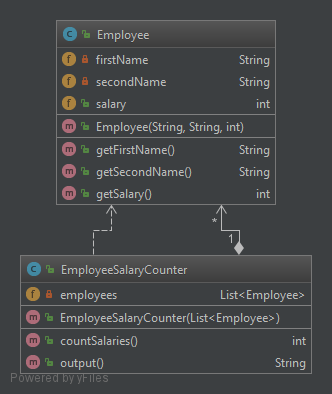 C Employee
f firstName String
f secondName String
f salary int
m Employee(String, String, int)
m getFirstName() String
m getSecondName() String
m getSalary() int
*
1
C EmployeeSalaryCounter
f employees List<Employee>
m EmployeeSalaryCounter(List<Employee>)
m countSalaries() int
m output() String
Powered by yFiles